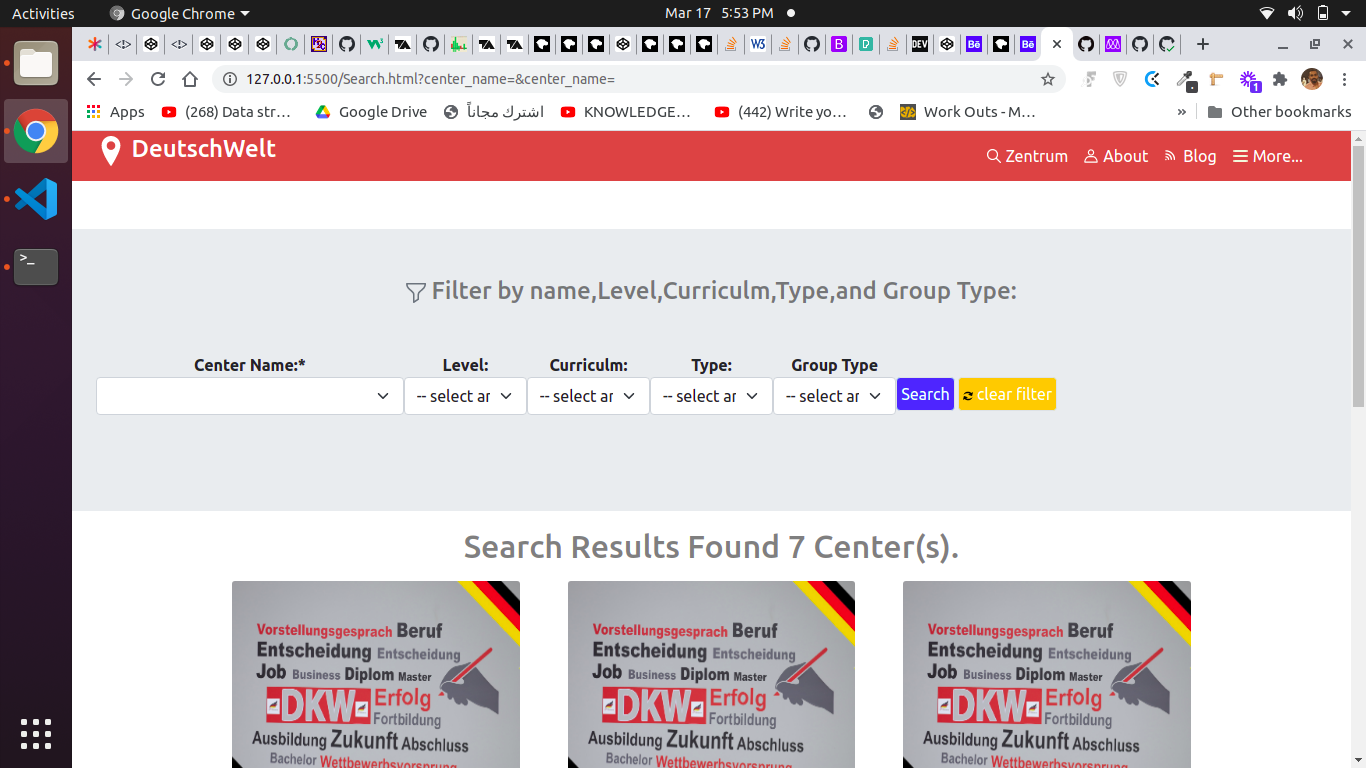 Activities
Google Chrome
Mar 17 5:53 PM
W3
DEV
Bē
Bē
127.0.0.1:5500/Search.html?center_name=&center_name=
1
Apps
(268) Data str…
Google Drive
اشترك مجاناً
KNOWLEDGE…
(442) Write yo…
Work Outs - M…
»
Other bookmarks
DeutschWelt
Zentrum
About
Blog
More...
Filter by name,Level,Curriculm,Type,and Group Type:
Center Name:*
Level:
Curriculm:
Type:
Group Type
-- select ar
-- select ar
-- select ar
-- select ar
Search
clear filter
Search Results Found 7 Center(s).
Vorstellungsgesprach Beruf
Entscheidung Entscheidung
Job Business Diplom Master
DKW Erfolg
Fortbildung
Ausbildung Zukunft Abschluss
Bachelor Wettbewerbsvorsprung
Vorstellungsgesprach Beruf
Entscheidung Entscheidung
Job Business Diplom Master
DKW Erfolg
Fortbildung
Ausbildung Zukunft Abschluss
Bachelor Wettbewerbsvorsprung
Vorstellungsgesprach Beruf
Entscheidung Entscheidung
Job Business Diplom Master
DKW Erfolg
Fortbildung
Ausbildung Zukunft Abschluss
Bachelor Wettbewerbsvorsprung